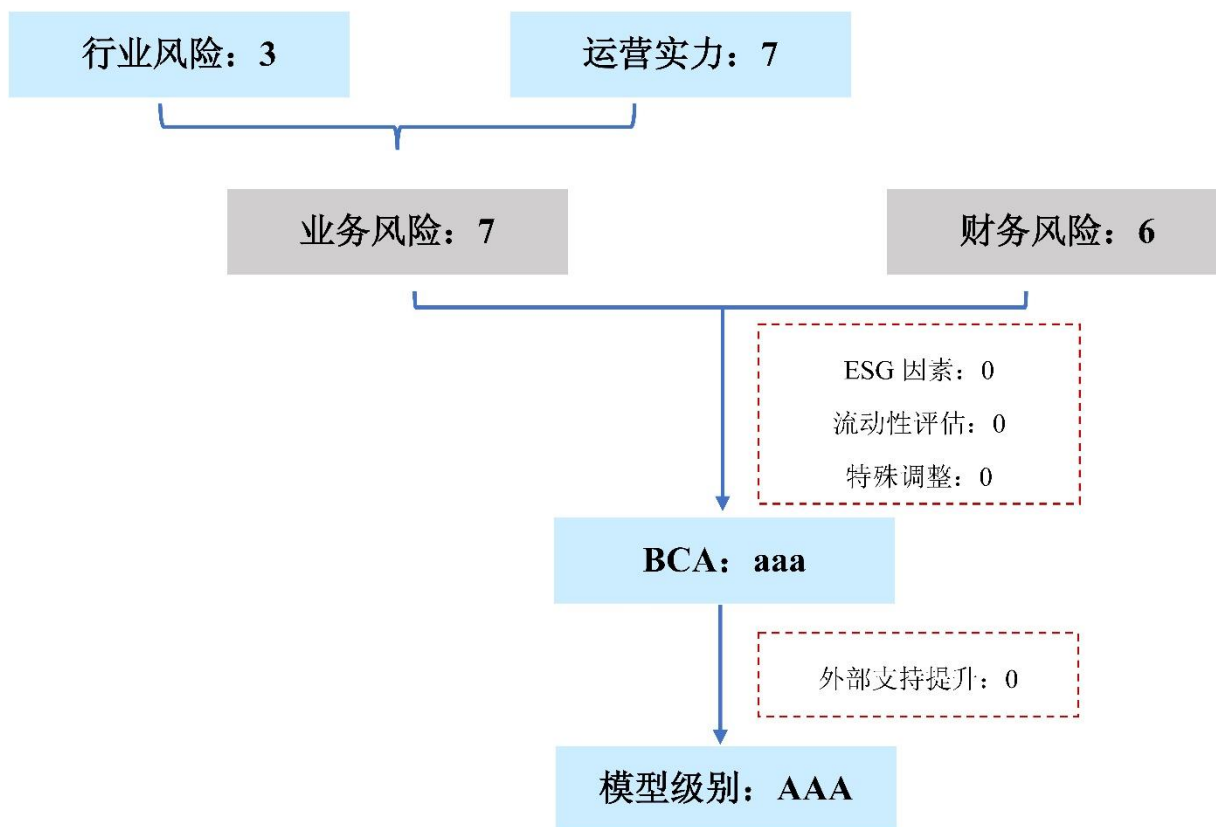 行业风险：3
运营实力：7
业务风险：7
财务风险：6
ESG 因素：0
流动性评估：0
特殊调整：0
BCA：aaa
外部支持提升：0
模型级别：AAA